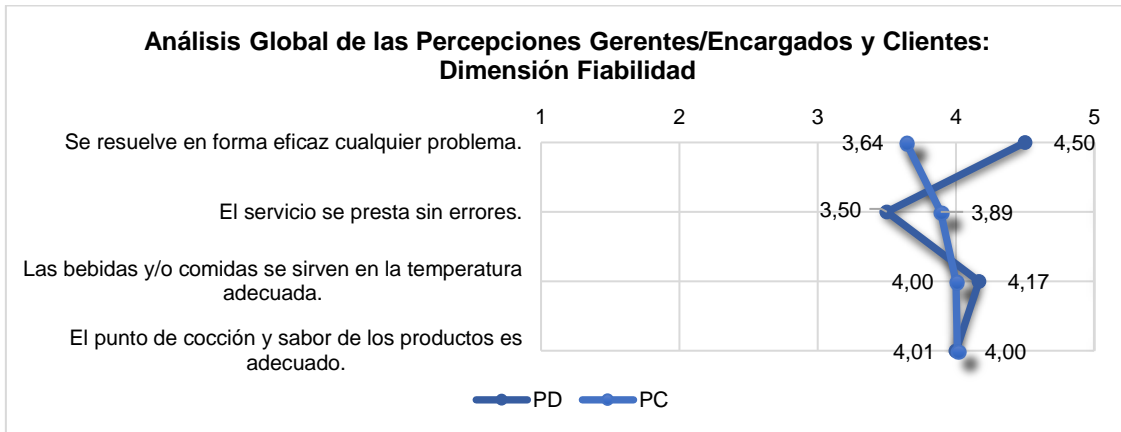 Análisis Global de las Percepciones Gerentes/Encargados y Clientes:
Dimensión Fiabilidad
1 2 3 4 5
Se resuelve en forma eficaz cualquier problema. 3,64 4,50
El servicio se presta sin errores. 3,50 3,89
Las bebidas y/o comidas se sirven en la temperatura
adecuada. 4,00 4,17
El punto de cocción y sabor de los productos es
adecuado. 4,01 4,00
PD PC